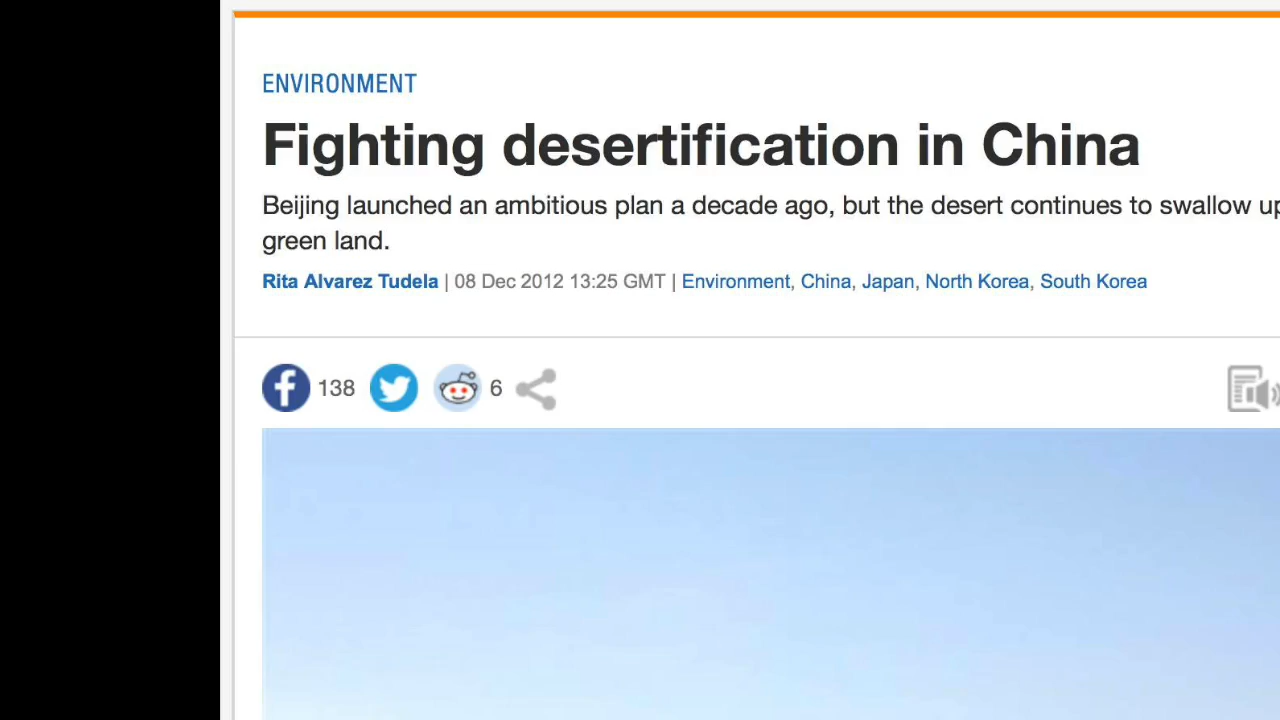 ENVIRONMENT
Fighting desertification in China
Beijing launched an ambitious plan a decade ago, but the desert continues to swallow up
green land.
Rita Alvarez Tudela | 08 Dec 2012 13:25 GMT | Environment, China, Japan, North Korea, South Korea
138 6